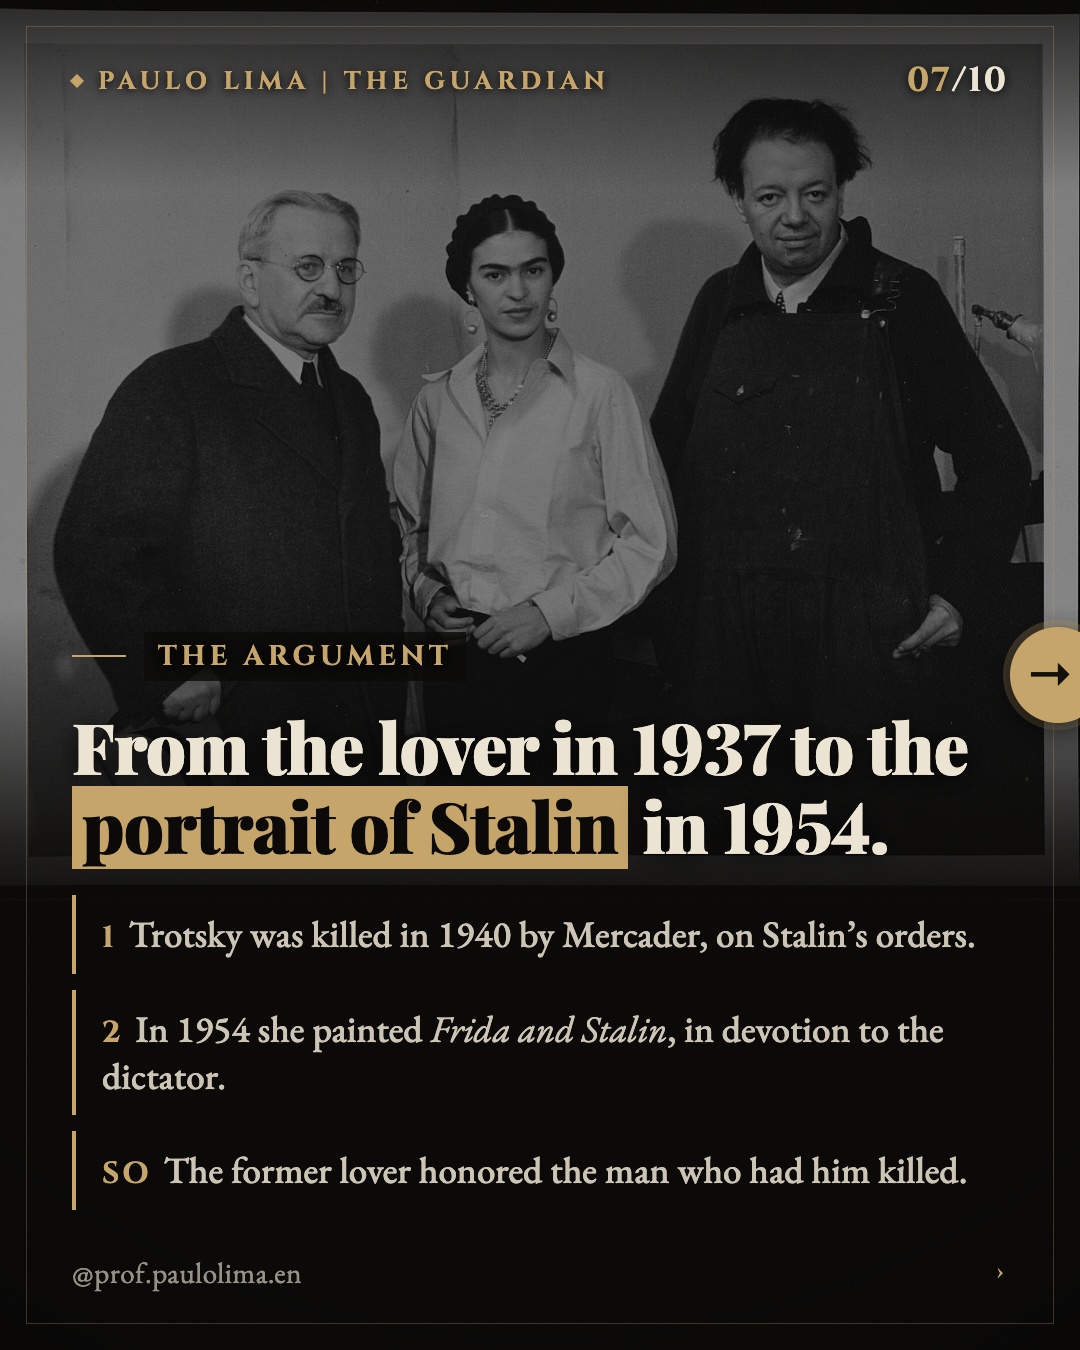 ◆ PAULO LIMA | THE GUARDIAN
07/10
THE ARGUMENT
From the lover in 1937 to the
portrait of Stalin in 1954.
1 Trotsky was killed in 1940 by Mercader, on Stalin’s orders.
2 In 1954 she painted Frida and Stalin, in devotion to the
dictator.
SO The former lover honored the man who had him killed.
@prof.paulolima.en